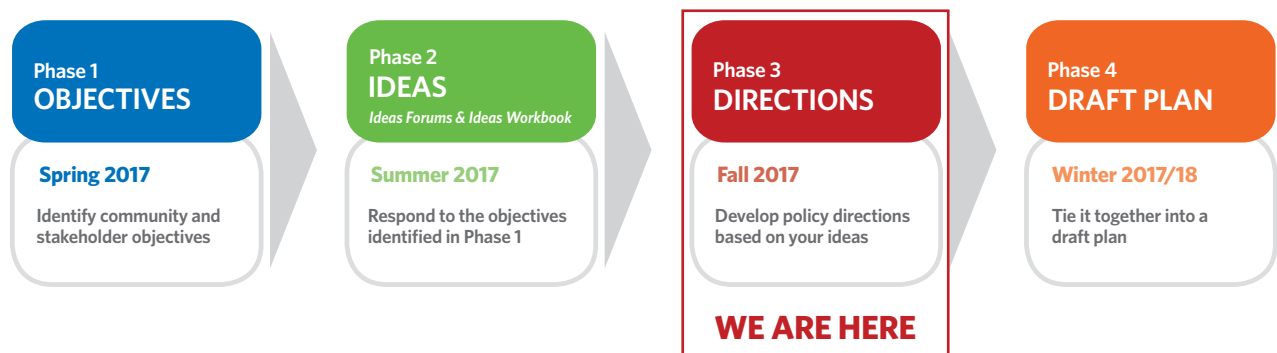 Phase 1
OBJECTIVES
Spring 2017
Identify community and
stakeholder objectives
Phase 2
IDEAS
Ideas Forums & Ideas Workbook
Summer 2017
Respond to the objectives
identified in Phase 1
Phase 3
DIRECTIONS
Fall 2017
Develop policy directions
based on your ideas
WE ARE HERE
Phase 4
DRAFT PLAN
Winter 2017/18
Tie it together into a
draft plan